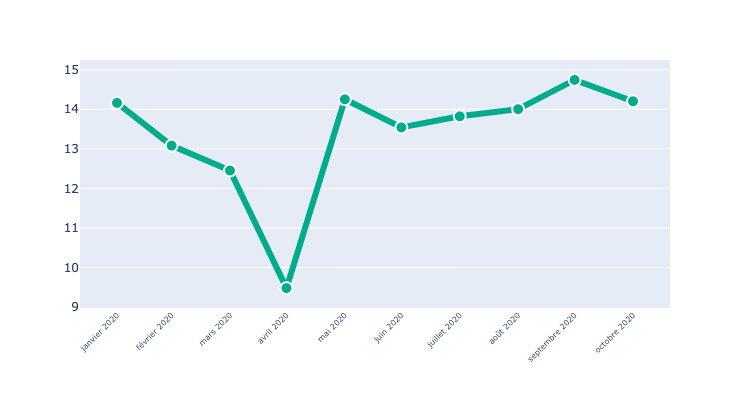 15
14
13
12
11
10
9
janvier 2020
février 2020
mars 2020
avril 2020
mai 2020
juin 2020
juillet 2020
août 2020
septembre 2020
octobre 2020